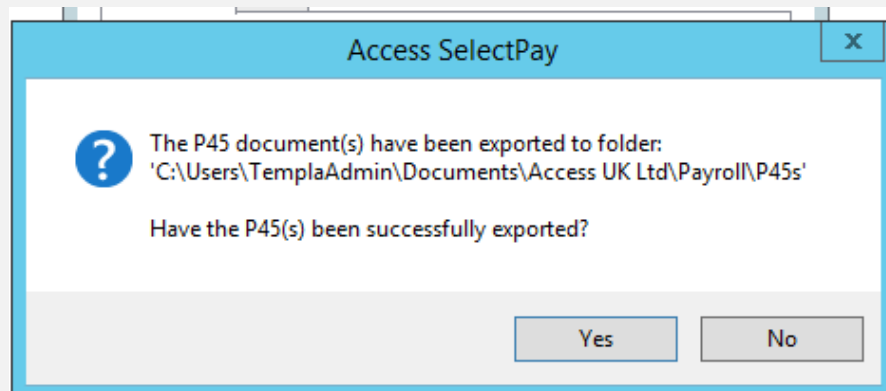 Access SelectPay
x
?
The P45 document(s) have been exported to folder:
'C:\Users\TemplaAdmin\Documents\Access UK Ltd\Payroll\P45s'
Have the P45(s) been successfully exported?
Yes
No